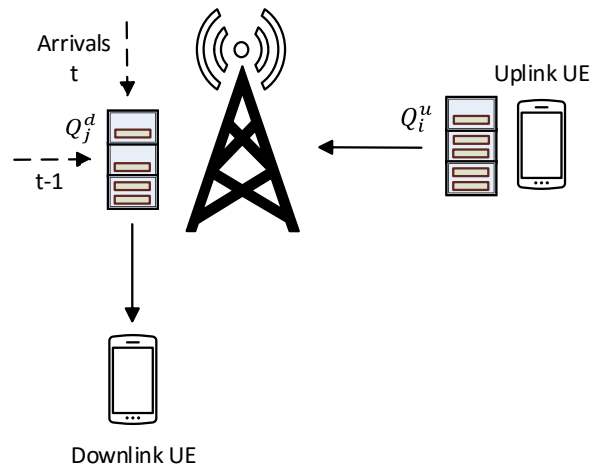 Arrivals
t
Uplink UE
Q_j^d
Q_i^u
t-1
Downlink UE